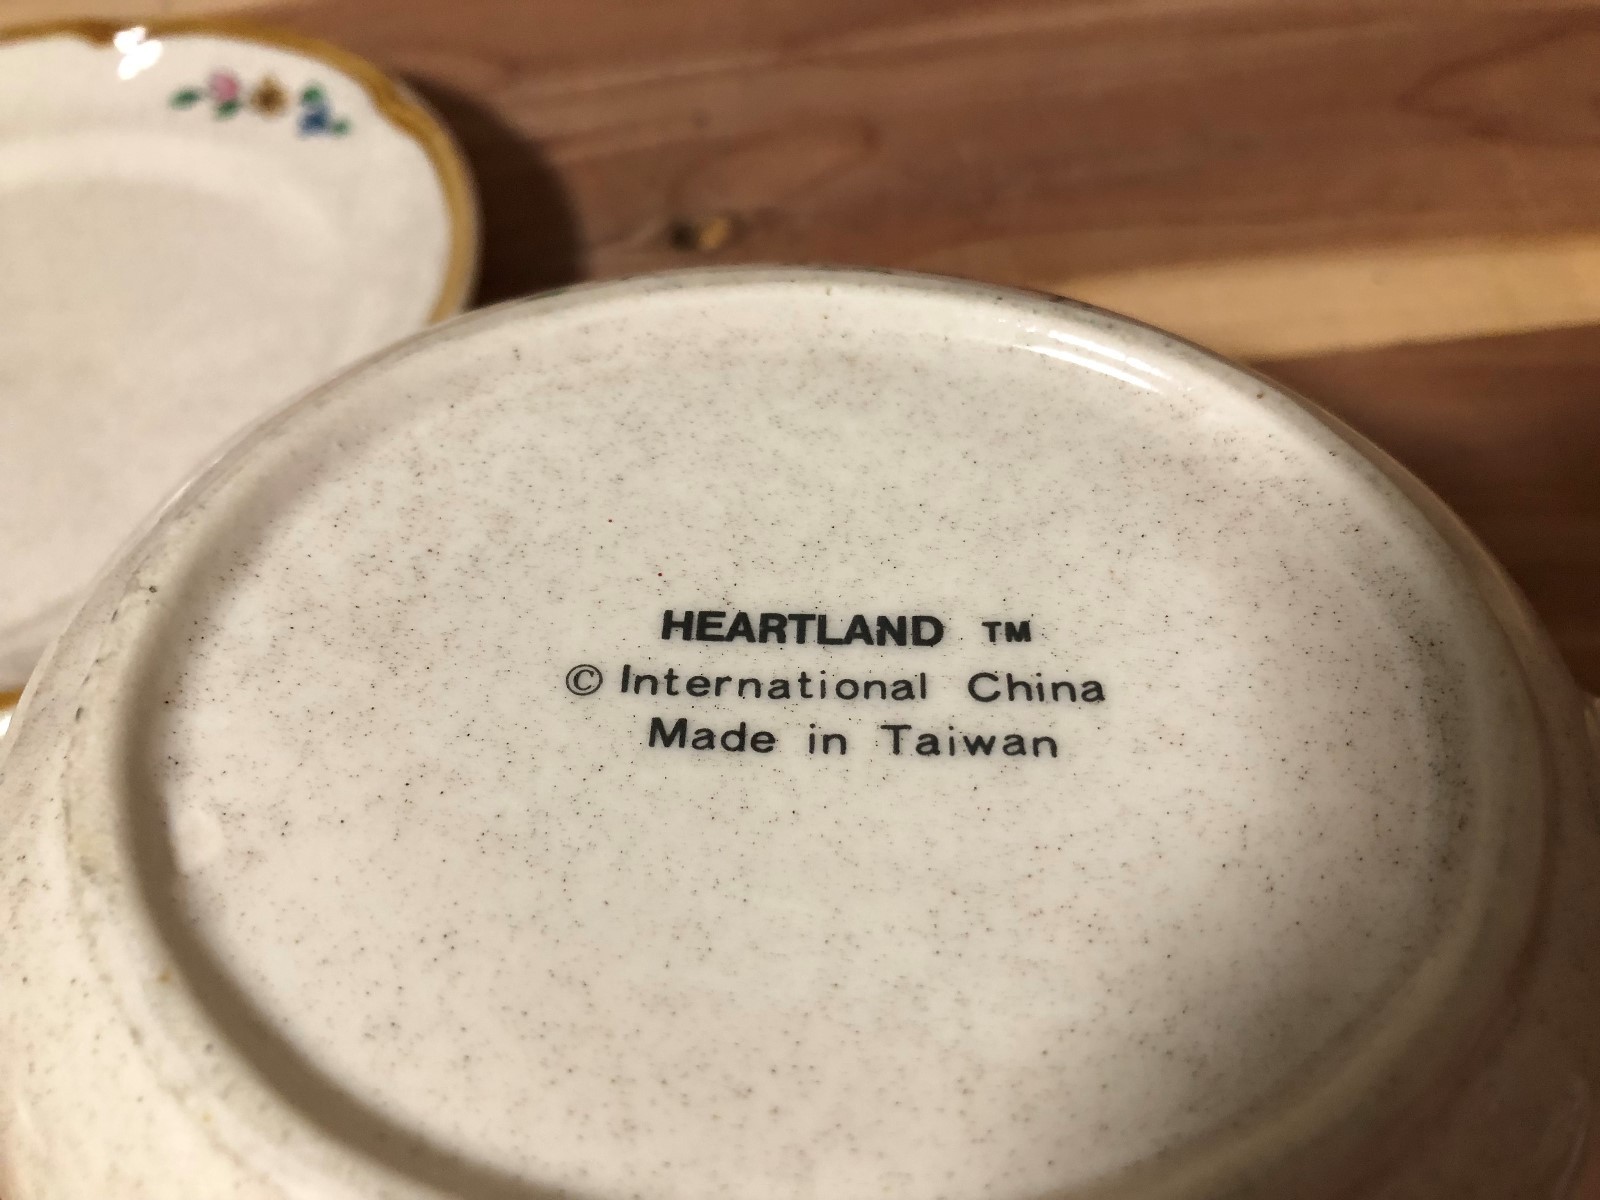 HEARTLAND TM
© International China
Made in Taiwan